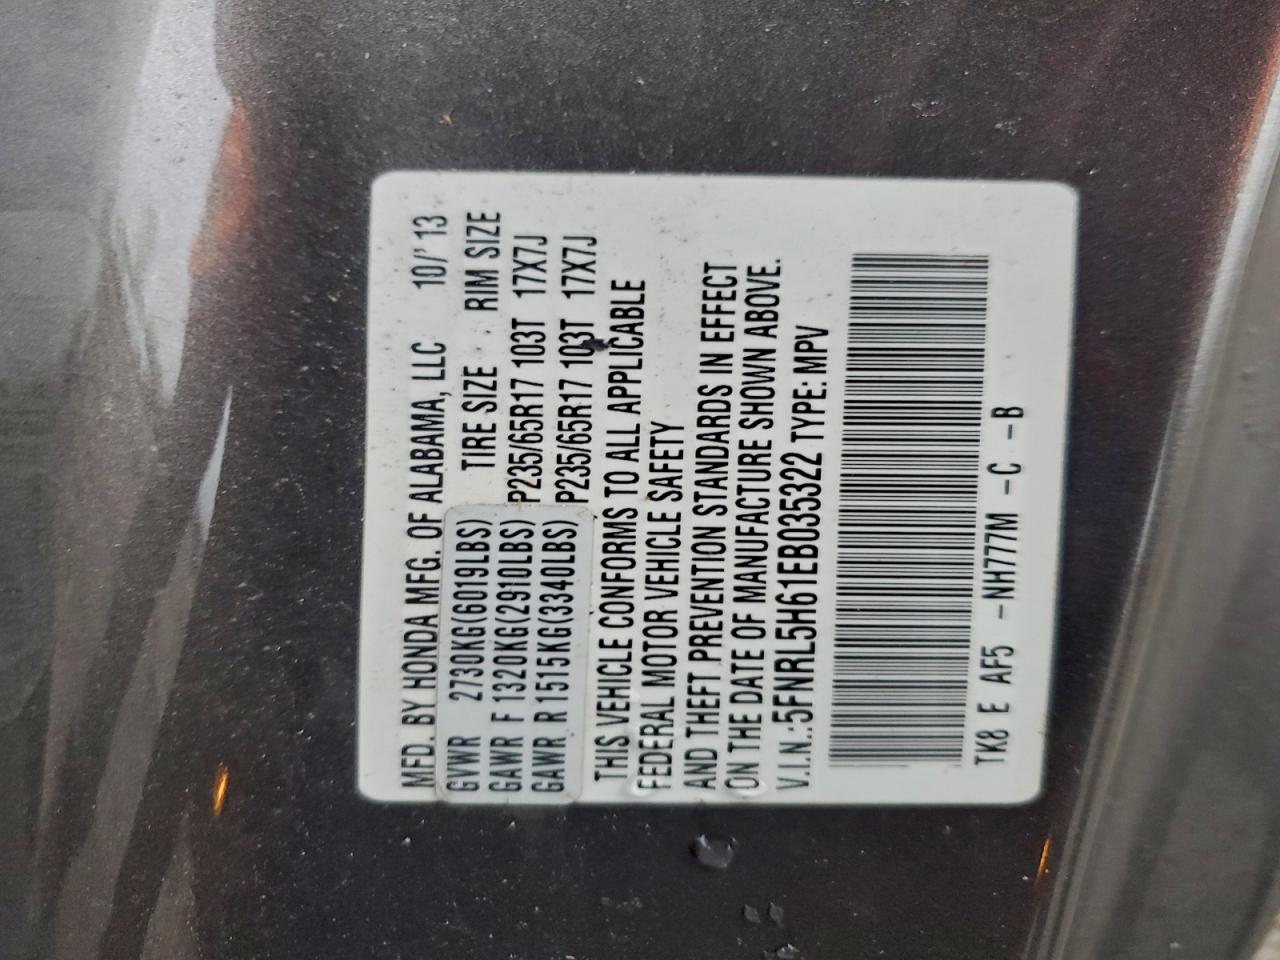 MFD. BY HONDA MFG. OF ALABAMA, LLC 10/'13
GVWR 2730KG(6019LBS) TIRE SIZE RIM SIZE
GAWR F 1320KG(2910LBS) P235/65R17 103T 17X7J
GAWR R 1515KG(3340LBS) P235/65R17 103T 17X7J
THIS VEHICLE CONFORMS TO ALL APPLICABLE
FEDERAL MOTOR VEHICLE SAFETY
AND THEFT PREVENTION STANDARDS IN EFFECT
ON THE DATE OF MANUFACTURE SHOWN ABOVE.
V.I.N.:5FNRL5H61EB035322 TYPE: MPV
TK8 E AF5 -NH777M -C -B